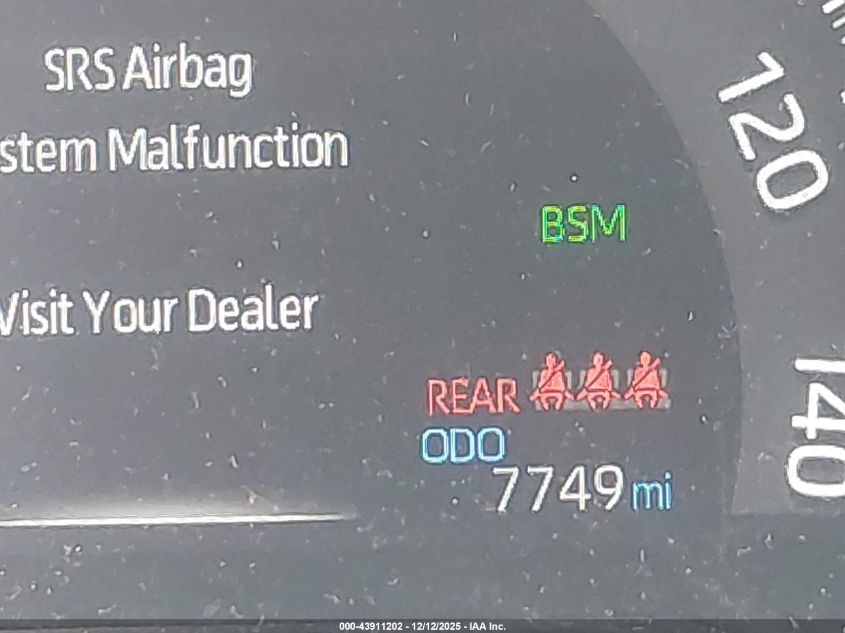 SRS Airbag
stem Malfunction
Visit Your Dealer
120
BSM
140
REAR
ODO
7749 mi
000-43911202 - 12/12/2025 - IAA Inc.